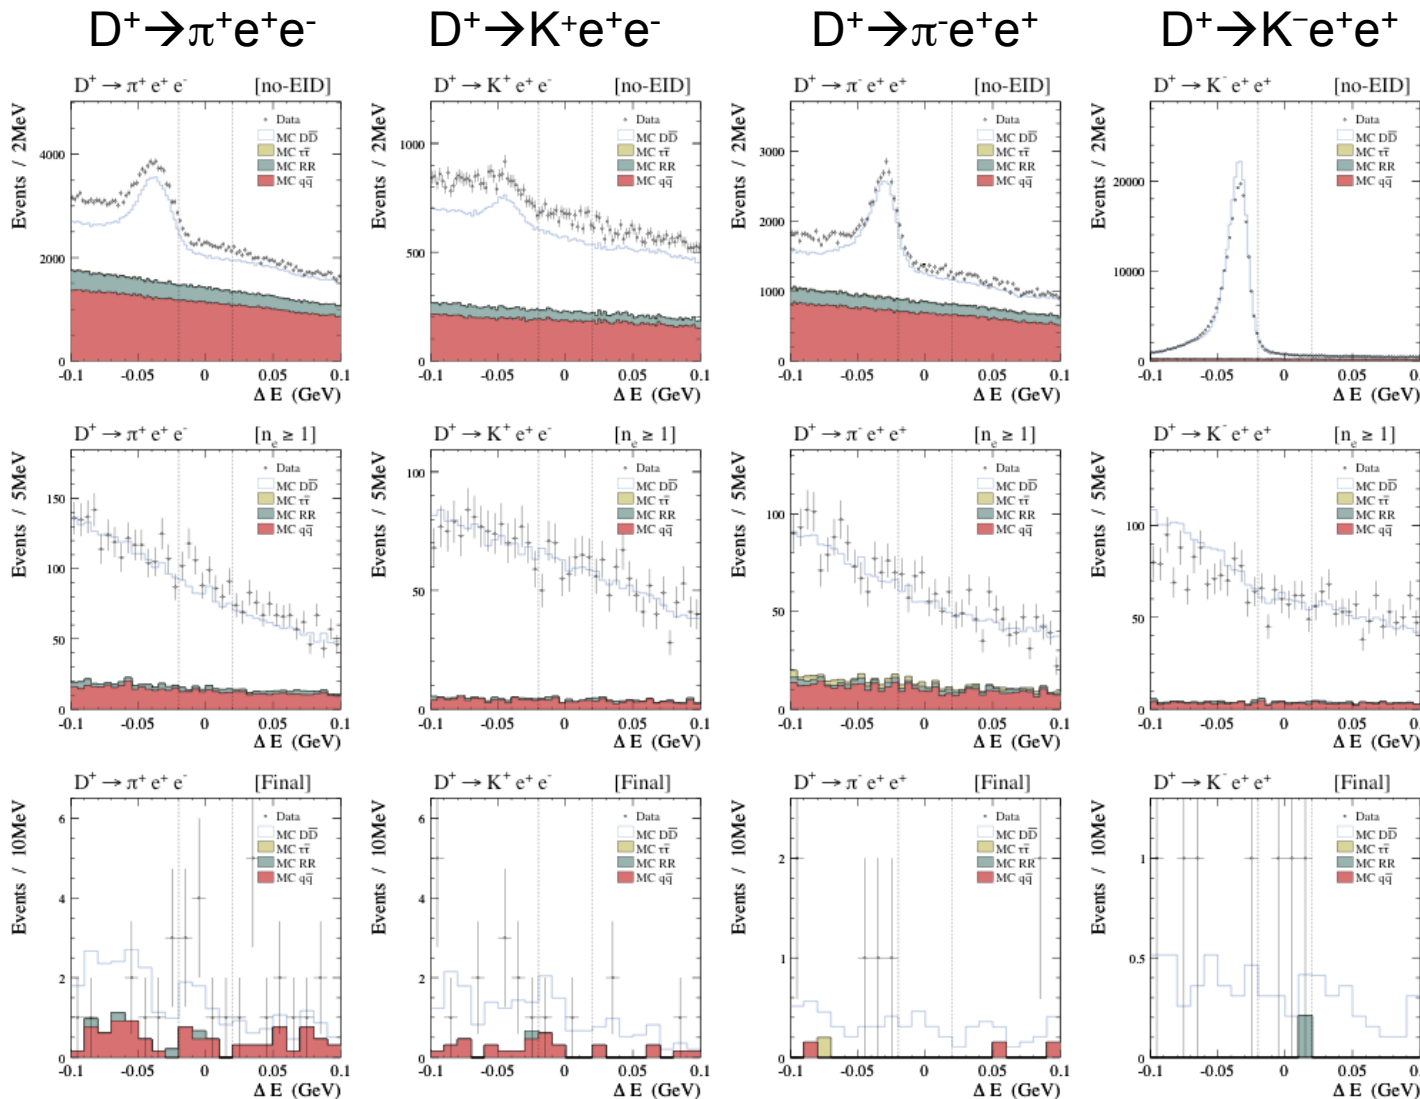 D⁺→π⁺e⁺e⁻ D⁺→K⁺e⁺e⁻ D⁺→π⁻e⁺e⁺ D⁺→K⁻e⁺e⁺
D⁺ → π⁺ e⁺ e⁻ [no-EID]
Events / 2MeV
Data
MC DD̅
MC ττ̅
MC RR
MC qq̅
4000
2000
0
-0.1 -0.05 0 0.05 0.1
Δ E (GeV)
D⁺ → K⁺ e⁺ e⁻ [no-EID]
Events / 2MeV
Data
MC DD̅
MC ττ̅
MC RR
MC qq̅
1000
500
0
-0.1 -0.05 0 0.05 0.1
Δ E (GeV)
D⁺ → π⁻ e⁺ e⁺ [no-EID]
Events / 2MeV
Data
MC DD̅
MC ττ̅
MC RR
MC qq̅
3000
2000
1000
0
-0.1 -0.05 0 0.05 0.1
Δ E (GeV)
D⁺ → K⁻ e⁺ e⁺ [no-EID]
Events / 2MeV
Data
MC DD̅
MC ττ̅
MC RR
MC qq̅
20000
10000
0
-0.1 -0.05 0 0.05 0.1
Δ E (GeV)
D⁺ → π⁺ e⁺ e⁻ [nₑ ≥ 1]
Events / 5MeV
Data
MC DD̅
MC ττ̅
MC RR
MC qq̅
150
100
50
0
-0.1 -0.05 0 0.05 0.1
Δ E (GeV)
D⁺ → K⁺ e⁺ e⁻ [nₑ ≥ 1]
Events / 5MeV
Data
MC DD̅
MC ττ̅
MC RR
MC qq̅
100
50
0
-0.1 -0.05 0 0.05 0.1
Δ E (GeV)
D⁺ → π⁻ e⁺ e⁺ [nₑ ≥ 1]
Events / 5MeV
Data
MC DD̅
MC ττ̅
MC RR
MC qq̅
100
50
0
-0.1 -0.05 0 0.05 0.1
Δ E (GeV)
D⁺ → K⁻ e⁺ e⁺ [nₑ ≥ 1]
Events / 5MeV
Data
MC DD̅
MC ττ̅
MC RR
MC qq̅
100
50
0
-0.1 -0.05 0 0.05 0.1
Δ E (GeV)
D⁺ → π⁺ e⁺ e⁻ [Final]
Events / 10MeV
Data
MC DD̅
MC ττ̅
MC RR
MC qq̅
6
4
2
0
-0.1 -0.05 0 0.05 0.1
Δ E (GeV)
D⁺ → K⁺ e⁺ e⁻ [Final]
Events / 10MeV
Data
MC DD̅
MC ττ̅
MC RR
MC qq̅
6
4
2
0
-0.1 -0.05 0 0.05 0.1
Δ E (GeV)
D⁺ → π⁻ e⁺ e⁺ [Final]
Events / 10MeV
Data
MC DD̅
MC ττ̅
MC RR
MC qq̅
2
1
0
-0.1 -0.05 0 0.05 0.1
Δ E (GeV)
D⁺ → K⁻ e⁺ e⁺ [Final]
Events / 10MeV
Data
MC DD̅
MC ττ̅
MC RR
MC qq̅
1
0.5
0
-0.1 -0.05 0 0.05 0.1
Δ E (GeV)